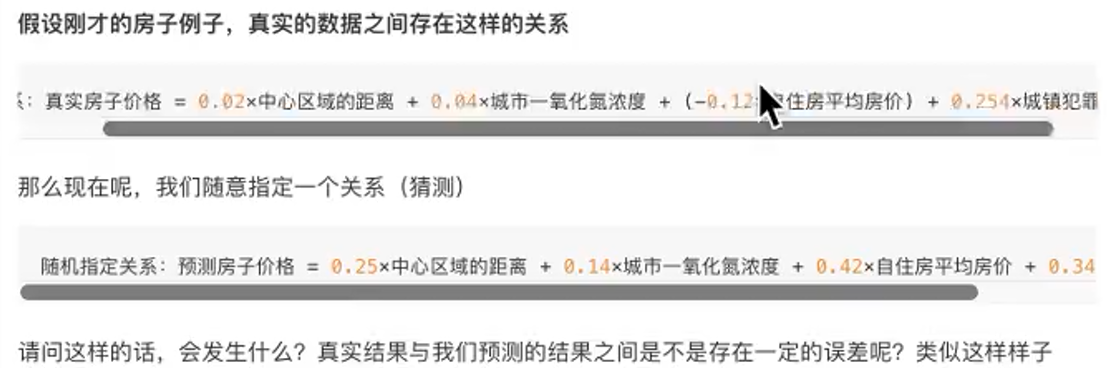 假设刚才的房子例子，真实的数据之间存在这样的关系
：真实房子价格 = 0.02×中心区域的距离 + 0.04×城市一氧化氮浓度 + (-0.12 自住房平均房价) + 0.254×城镇犯罪
那么现在呢，我们随意指定一个关系（猜测）
随机指定关系：预测房子价格 = 0.25×中心区域的距离 + 0.14×城市一氧化氮浓度 + 0.42×自住房平均房价 + 0.34
请问这样的话，会发生什么？真实结果与我们预测的结果之间是不是存在一定的误差呢？类似这样样子